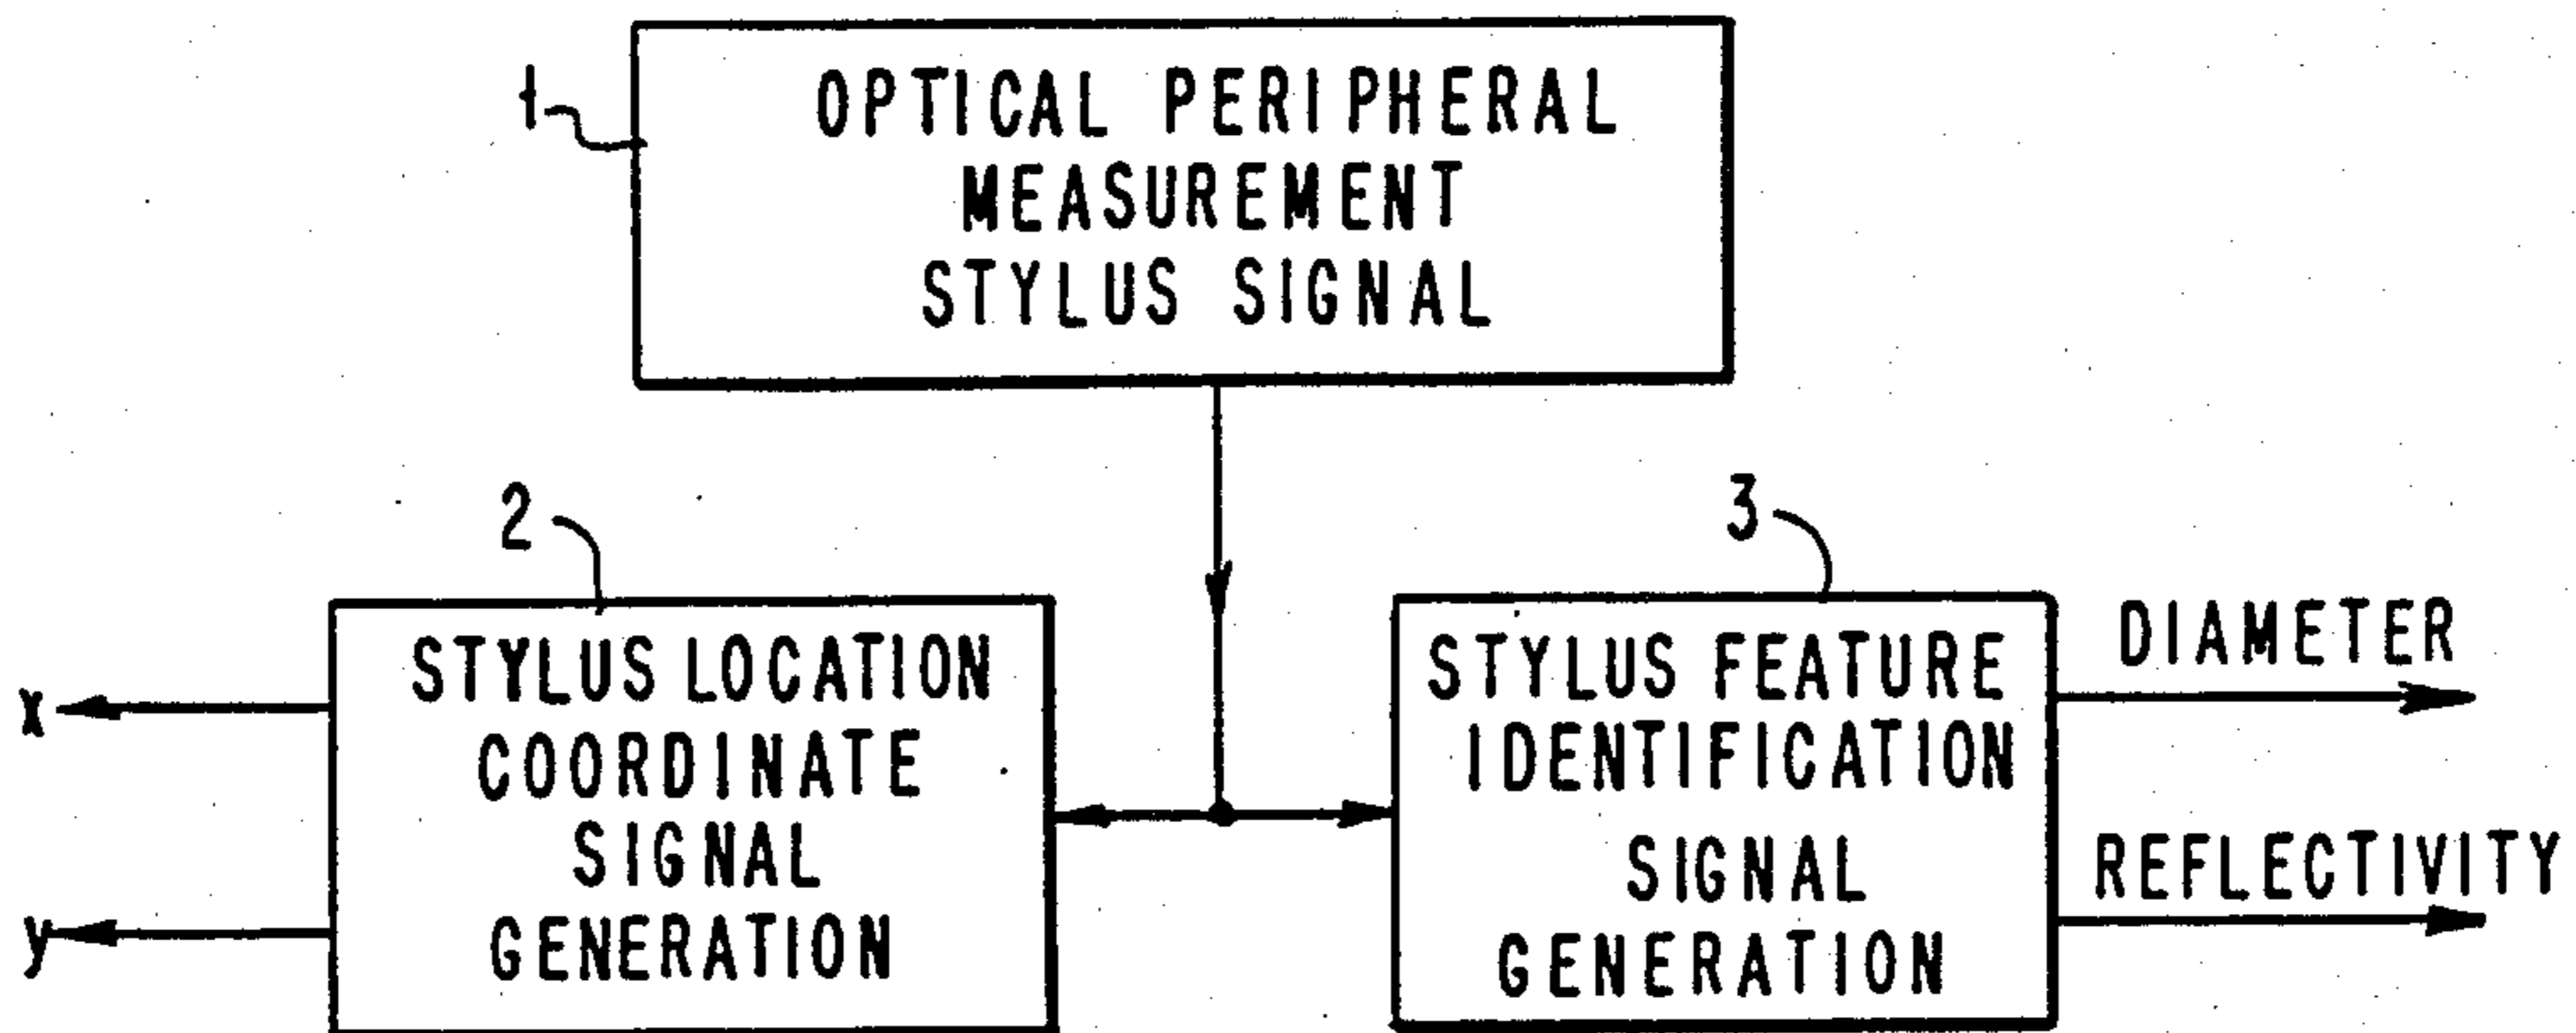 1
OPTICAL PERIPHERAL
MEASUREMENT
STYLUS SIGNAL
2
STYLUS LOCATION
COORDINATE
SIGNAL
GENERATION
x
y
3
STYLUS FEATURE
IDENTIFICATION
SIGNAL
GENERATION
DIAMETER
REFLECTIVITY